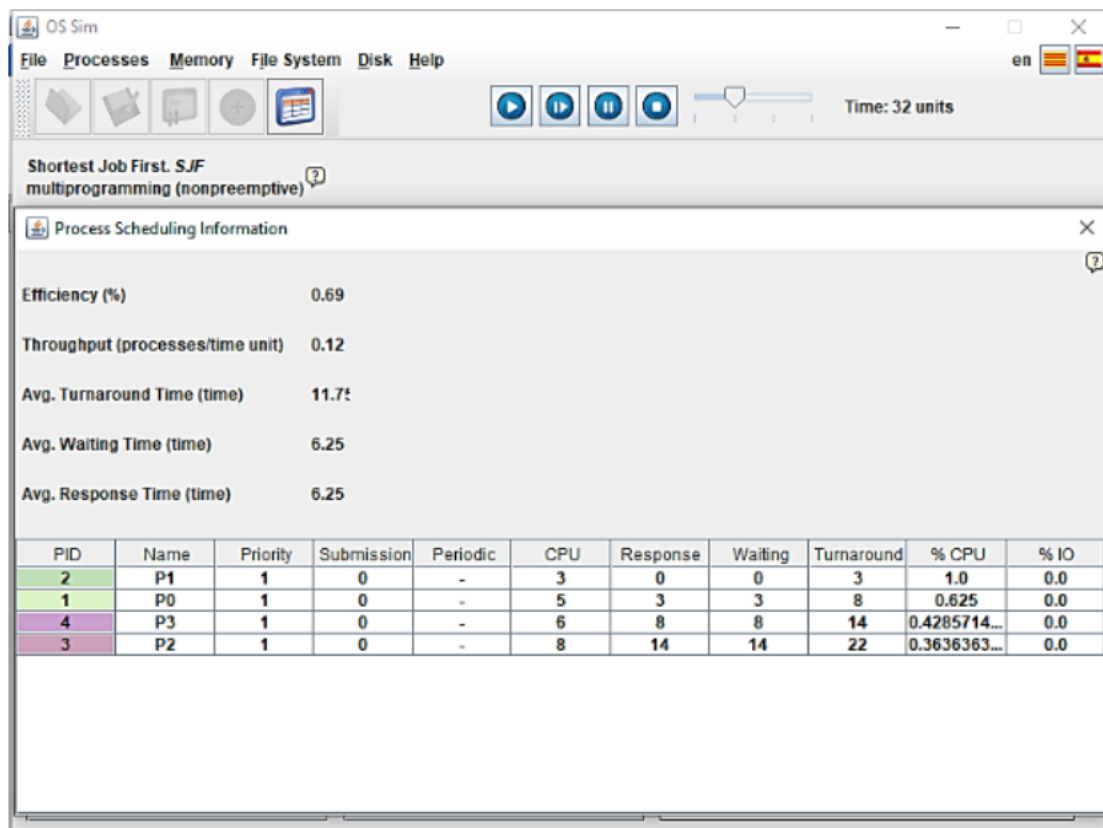 OS Sim
File Processes Memory File System Disk Help en
Time: 32 units
Shortest Job First. SJF
multiprogramming (nonpreemptive) ?
Process Scheduling Information
?
Efficiency (%) 0.69
Throughput (processes/time unit) 0.12
Avg. Turnaround Time (time) 11.75
Avg. Waiting Time (time) 6.25
Avg. Response Time (time) 6.25
PID Name Priority Submission Periodic CPU Response Waiting Turnaround % CPU % IO
2 P1 1 0 - 3 0 0 3 1.0 0.0
1 P0 1 0 - 5 3 3 8 0.625 0.0
4 P3 1 0 - 6 8 8 14 0.4285714... 0.0
3 P2 1 0 - 8 14 14 22 0.3636363... 0.0